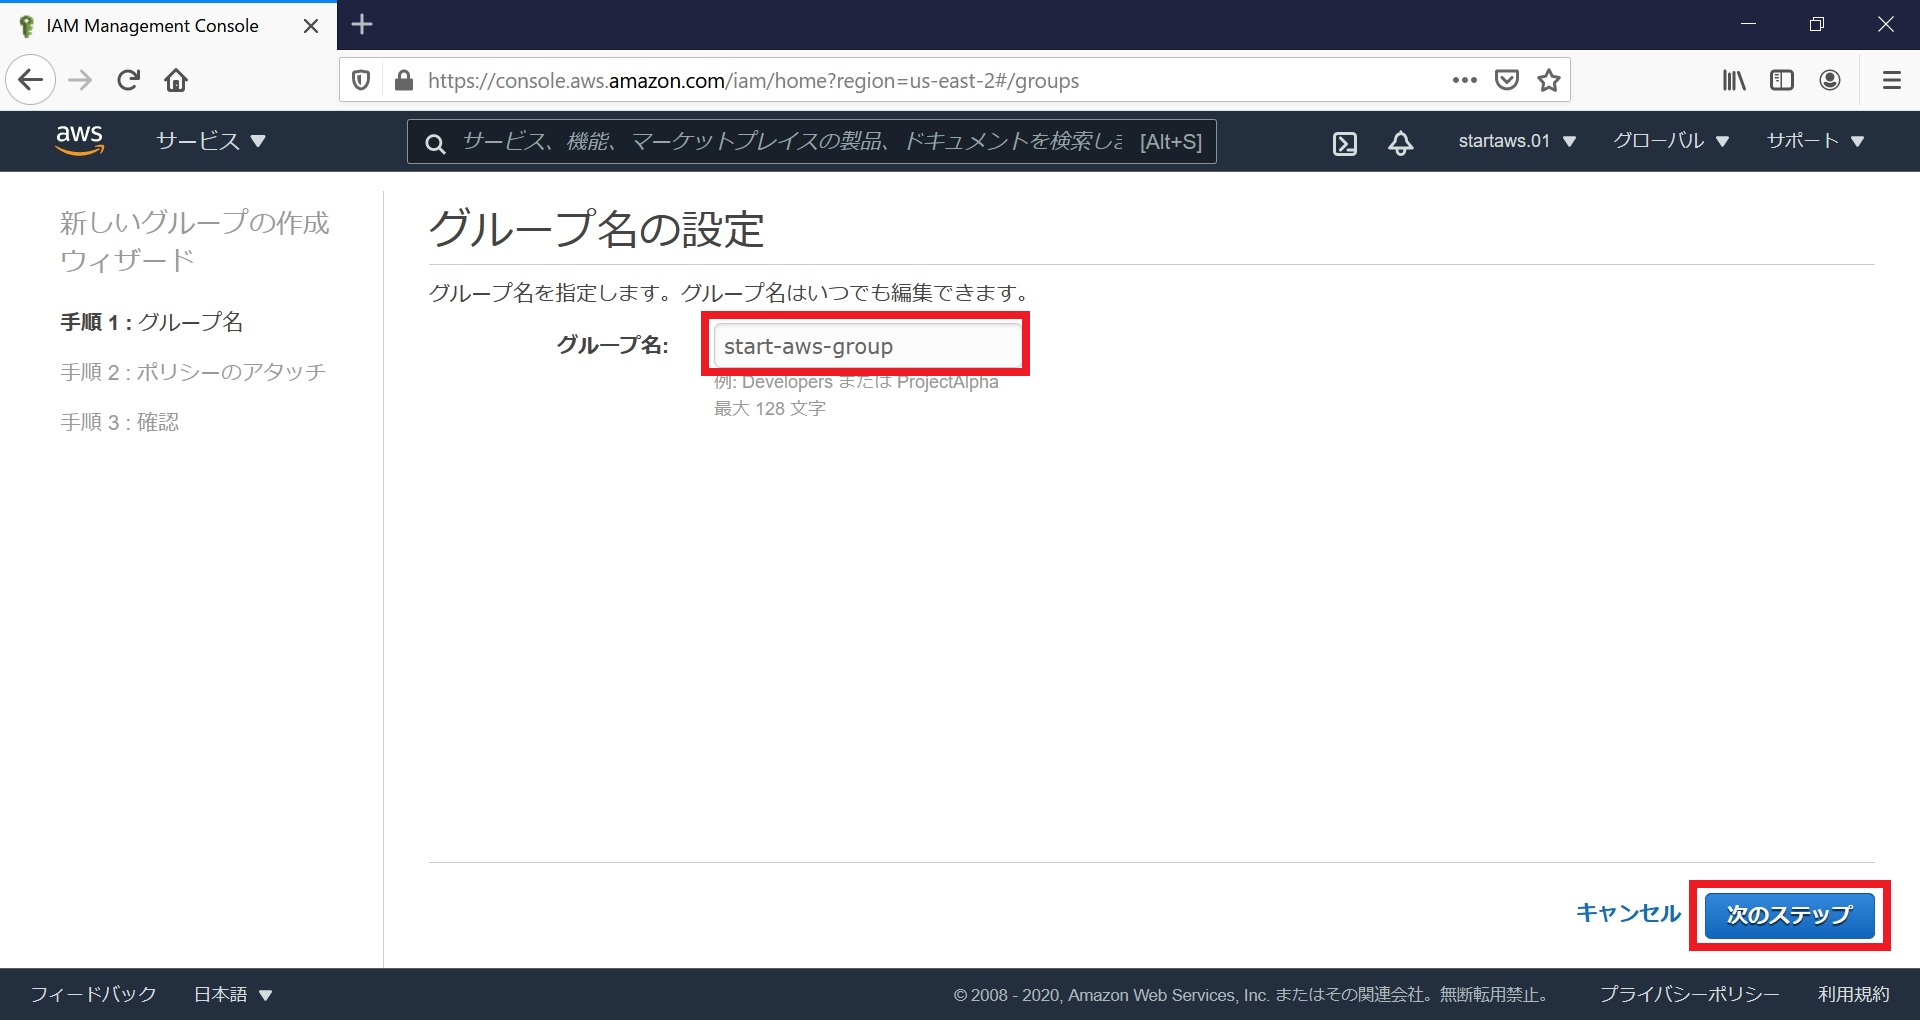 IAM Management Console
https://console.aws.amazon.com/iam/home?region=us-east-2#/groups
aws
サービス
サービス、機能、マーケットプレイスの製品、ドキュメントを検索しま
[Alt+S]
startaws.01
グローバル
サポート
新しいグループの作成
ウィザード
手順 1 : グループ名
手順 2 : ポリシーのアタッチ
手順 3 : 確認
グループ名の設定
グループ名を指定します。グループ名はいつでも編集できます。
グループ名:
start-aws-group
例: Developers または ProjectAlpha
最大 128 文字
キャンセル
次のステップ
フィードバック
日本語
© 2008 - 2020, Amazon Web Services, Inc. またはその関連会社。無断転用禁止。
プライバシーポリシー
利用規約